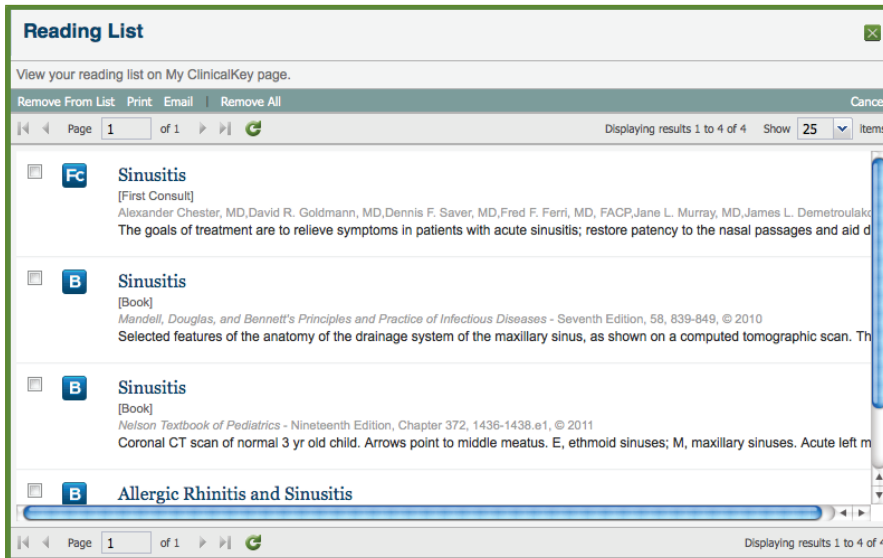 Reading List
View your reading list on My ClinicalKey page.
Remove From List Print Email | Remove All Cance
Page 1 of 1 Displaying results 1 to 4 of 4 Show 25 Items
Fc Sinusitis
[First Consult]
Alexander Chester, MD,David R. Goldmann, MD,Dennis F. Saver, MD,Fred F. Ferri, MD, FACP,Jane L. Murray, MD,James L. Demetroulako
The goals of treatment are to relieve symptoms in patients with acute sinusitis; restore patency to the nasal passages and aid d
B Sinusitis
[Book]
Mandell, Douglas, and Bennett's Principles and Practice of Infectious Diseases - Seventh Edition, 58, 839-849, © 2010
Selected features of the anatomy of the drainage system of the maxillary sinus, as shown on a computed tomographic scan. Th
B Sinusitis
[Book]
Nelson Textbook of Pediatrics - Nineteenth Edition, Chapter 372, 1436-1438.e1, © 2011
Coronal CT scan of normal 3 yr old child. Arrows point to middle meatus. E, ethmoid sinuses; M, maxillary sinuses. Acute left m
B Allergic Rhinitis and Sinusitis
Page 1 of 1 Displaying results 1 to 4 of 4